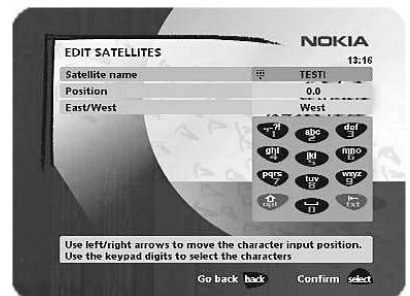 NOKIA
EDIT SATELLITES
13:16
Satellite name TEST!
Position 0.0
East/West West
abc def
ghi jkl mno
pqrs tuv wxyz
opt txt
Use left/right arrows to move the character input position.
Use the keypad digits to select the characters
Go back back Confirm select